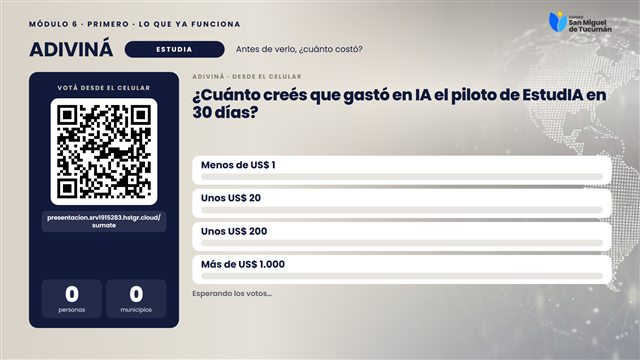 MÓDULO 6 · PRIMERO · LO QUE YA FUNCIONA
Ciudad
San Miguel
de Tucumán
ADIVINÁ
ESTUDIA
Antes de verlo, ¿cuánto costó?
VOTÁ DESDE EL CELULAR
presentacion.srv1915283.hstgr.cloud/
sumate
0
personas
0
municipios
ADIVINÁ · DESDE EL CELULAR
¿Cuánto creés que gastó en IA el piloto de EstudIA en
30 días?
Menos de US$ 1
Unos US$ 20
Unos US$ 200
Más de US$ 1.000
Esperando los votos...